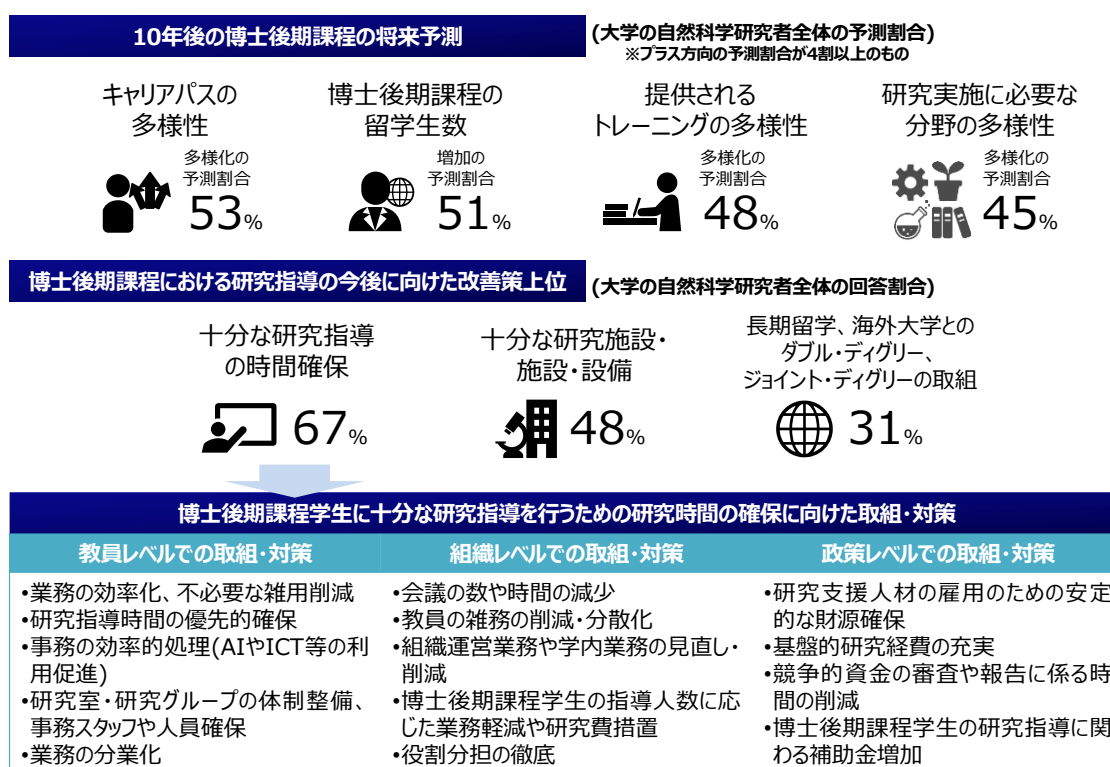 10年後の博士後期課程の将来予測
(大学の自然科学研究者全体の予測割合)
※プラス方向の予測割合が4割以上のもの
キャリアパスの
多様性
多様化の
予測割合
53%
博士後期課程の
留学生数
増加の
予測割合
51%
提供される
トレーニングの多様性
多様化の
予測割合
48%
研究実施に必要な
分野の多様性
多様化の
予測割合
45%
博士後期課程における研究指導の今後に向けた改善策上位
(大学の自然科学研究者全体の回答割合)
十分な研究指導
の時間確保
67%
十分な研究施設・
施設・設備
48%
長期留学、海外大学との
ダブル・ディグリー、
ジョイント・ディグリーの取組
31%
博士後期課程学生に十分な研究指導を行うための研究時間の確保に向けた取組・対策
教員レベルでの取組・対策
•業務の効率化、不必要な雑用削減
•研究指導時間の優先的確保
•事務の効率的処理(AIやICT等の利
用促進)
•研究室・研究グループの体制整備、
事務スタッフや人員確保
•業務の分業化
組織レベルでの取組・対策
•会議の数や時間の減少
•教員の雑務の削減・分散化
•組織運営業務や学内業務の見直し・
削減
•博士後期課程学生の指導人数に応
じた業務軽減や研究費措置
•役割分担の徹底
政策レベルでの取組・対策
•研究支援人材の雇用のための安定
的な財源確保
•基盤的研究経費の充実
•競争的資金の審査や報告に係る時
間の削減
•博士後期課程学生の研究指導に関
わる補助金増加